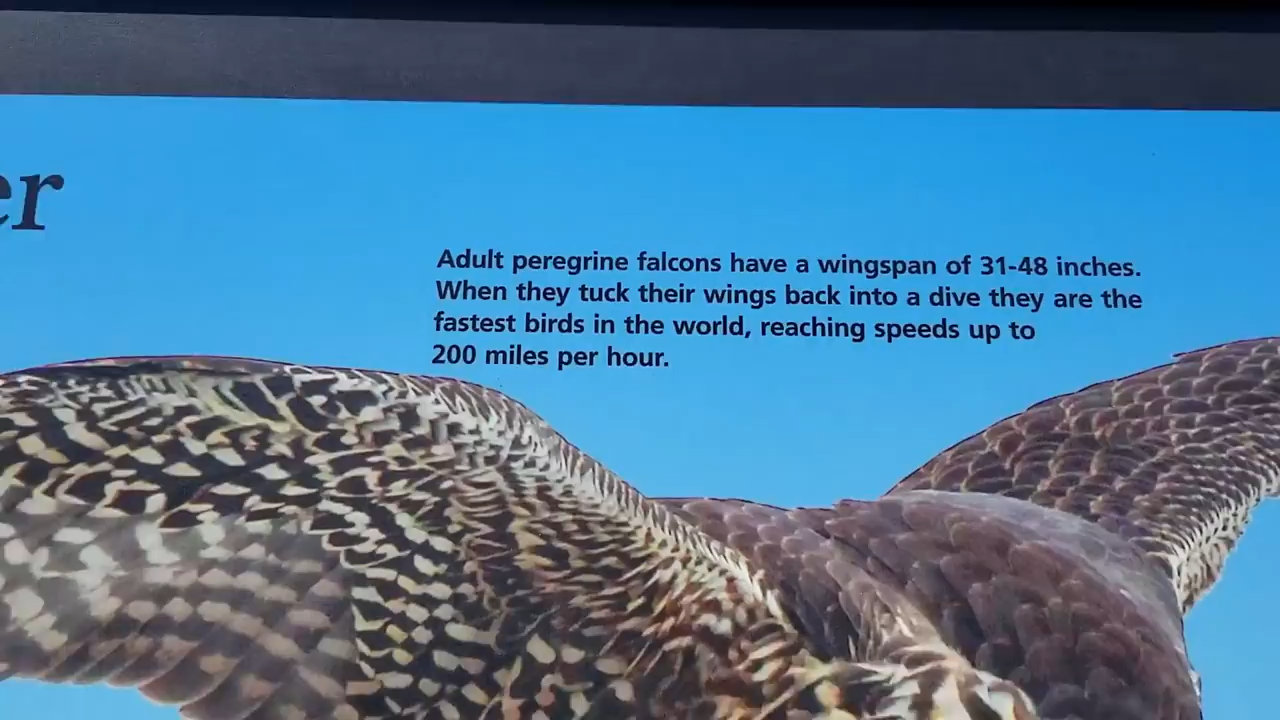 er
Adult peregrine falcons have a wingspan of 31-48 inches.
When they tuck their wings back into a dive they are the
fastest birds in the world, reaching speeds up to
200 miles per hour.